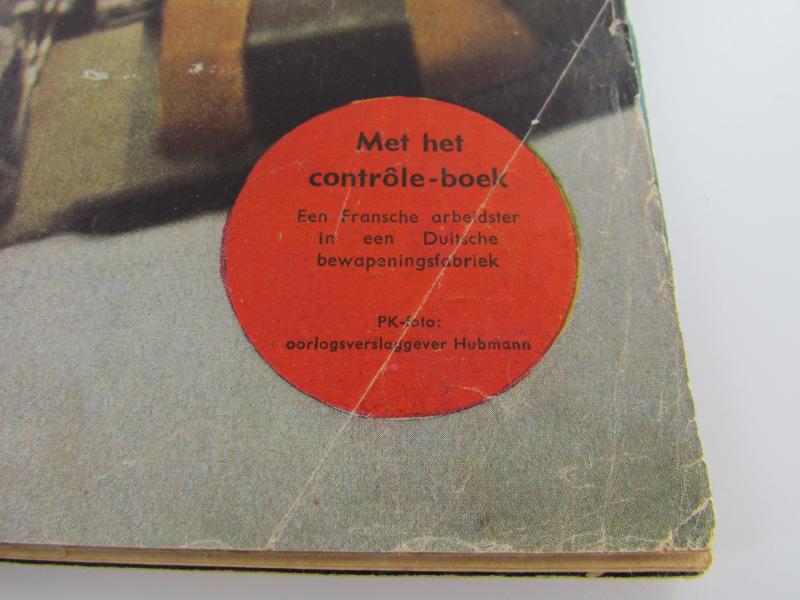 Met het
contrôle-boek
Een Fransche arbeidster
in een Duitsche
bewapeningsfabriek
PK-foto:
oorlogsverslaggever Hubmann